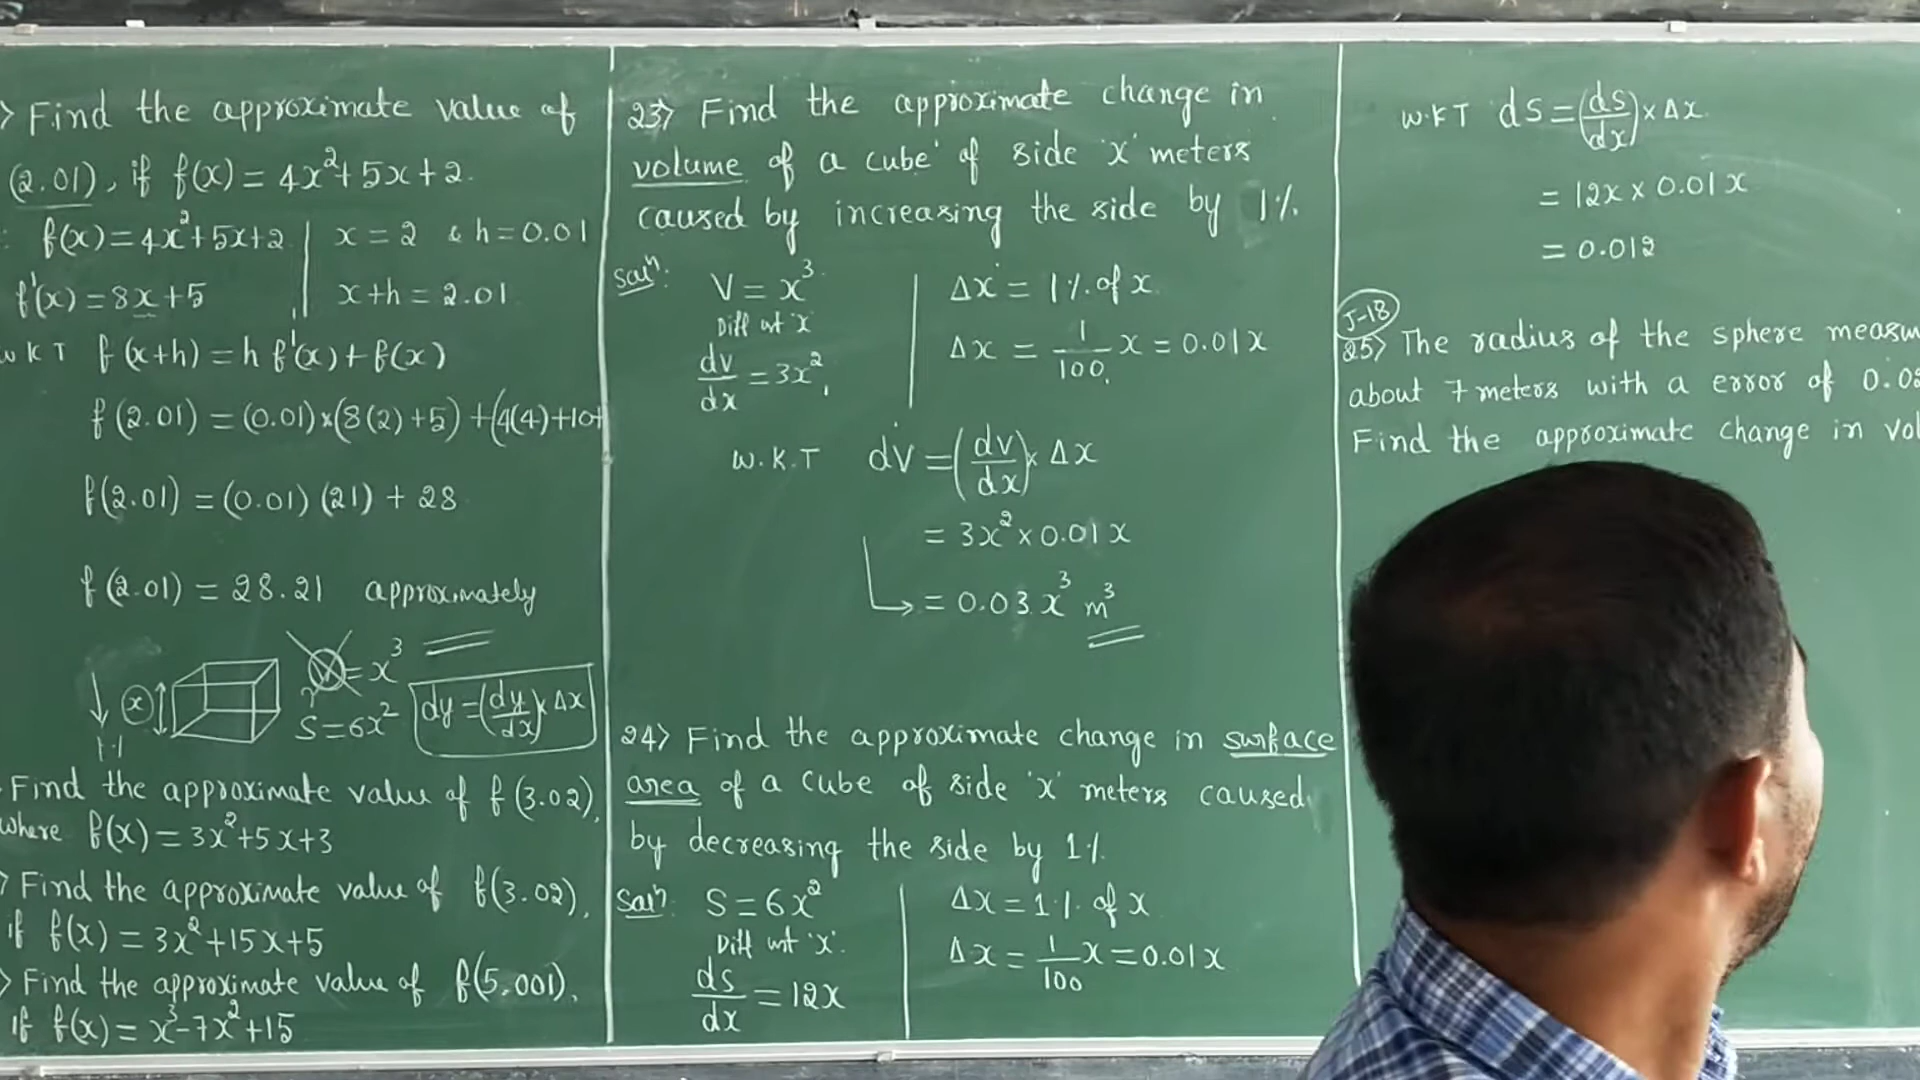 > Find the approximate value of
(2.01), if f(x) = 4x²+5x+2.
: f(x) = 4x²+5x+2 | x = 2 & h = 0.01
f'(x) = 8x+5 | x+h = 2.01
W K T f(x+h) = h f'(x) + f(x)
f(2.01) = (0.01)×(8(2)+5) + (4(4)+10+
f(2.01) = (0.01) (21) + 28
f(2.01) = 28.21 approximately
x
V = x³
S = 6x²
dy = (dy/dx) × Δx
Find the approximate value of f(3.02),
where f(x) = 3x²+5x+3
> Find the approximate value of f(3.02),
if f(x) = 3x²+15x+5
> Find the approximate value of f(5.001),
if f(x) = x³-7x²+15
23> Find the approximate change in
volume of a cube of side 'x' meters
caused by increasing the side by 1%
Sol^n:
V = x³
Diff wt 'x'
dv/dx = 3x²
Δx = 1% of x
Δx = 1/100 x = 0.01x
W.K.T dv = (dv/dx) × Δx
= 3x² × 0.01 x
= 0.03 x³ m³
24> Find the approximate change in surface
area of a cube of side 'x' meters caused
by decreasing the side by 1%.
Sol^n:
S = 6x²
Diff wt 'x'.
ds/dx = 12x
Δx = 1% of x
Δx = 1/100 x = 0.01x
W.K.T ds = (ds/dx) × Δx
= 12x × 0.01x
= 0.012
J-18
25> The radius of the sphere measu
about 7 meters with a error of 0.0
Find the approximate change in vol